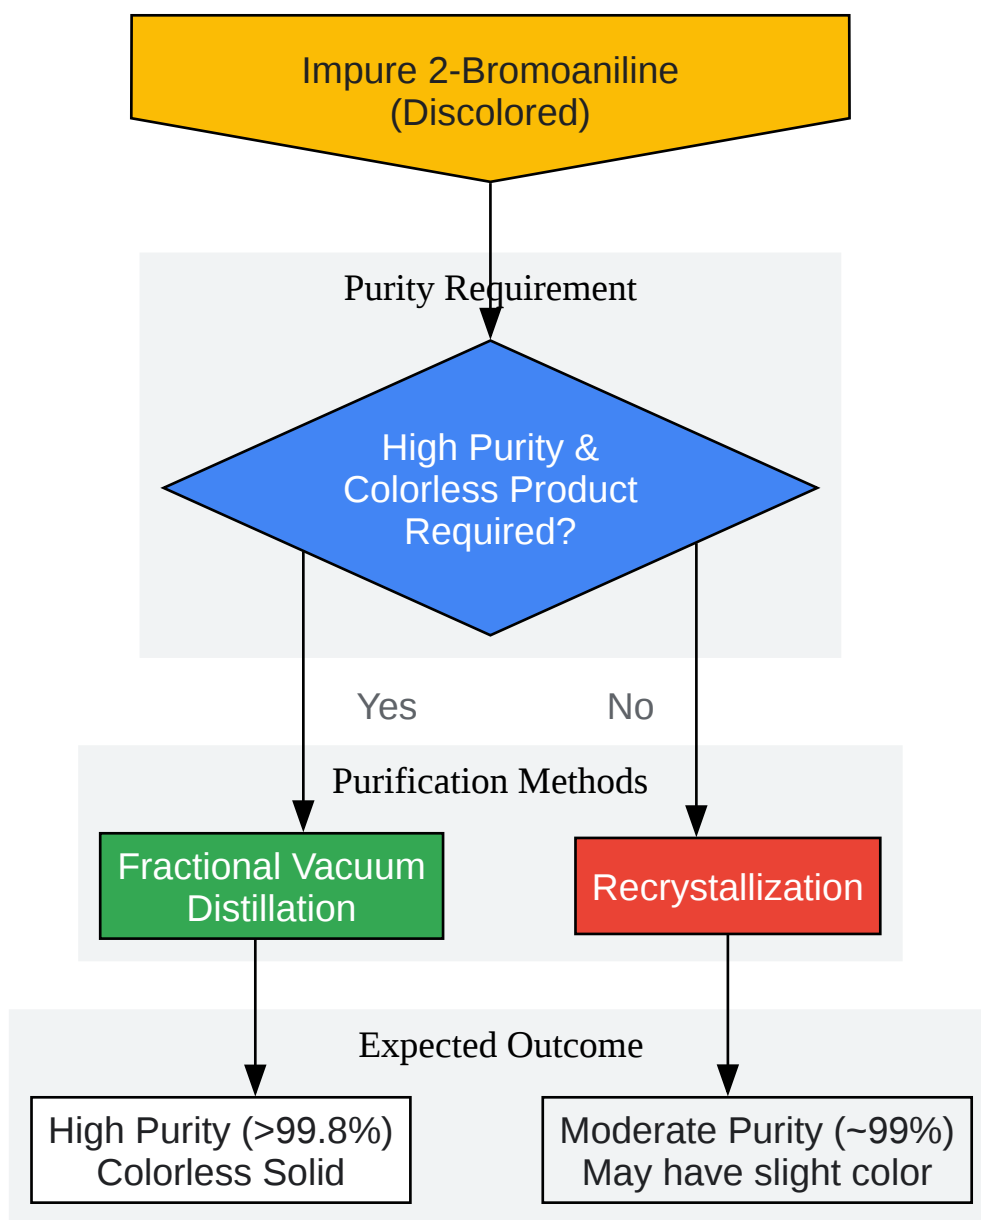 Impure 2-Bromoaniline
(Discolored)
Purity Requirement
High Purity &
Colorless Product
Required?
Yes
No
Purification Methods
Fractional Vacuum
Distillation
Recrystallization
Expected Outcome
High Purity (>99.8%)
Colorless Solid
Moderate Purity (~99%)
May have slight color